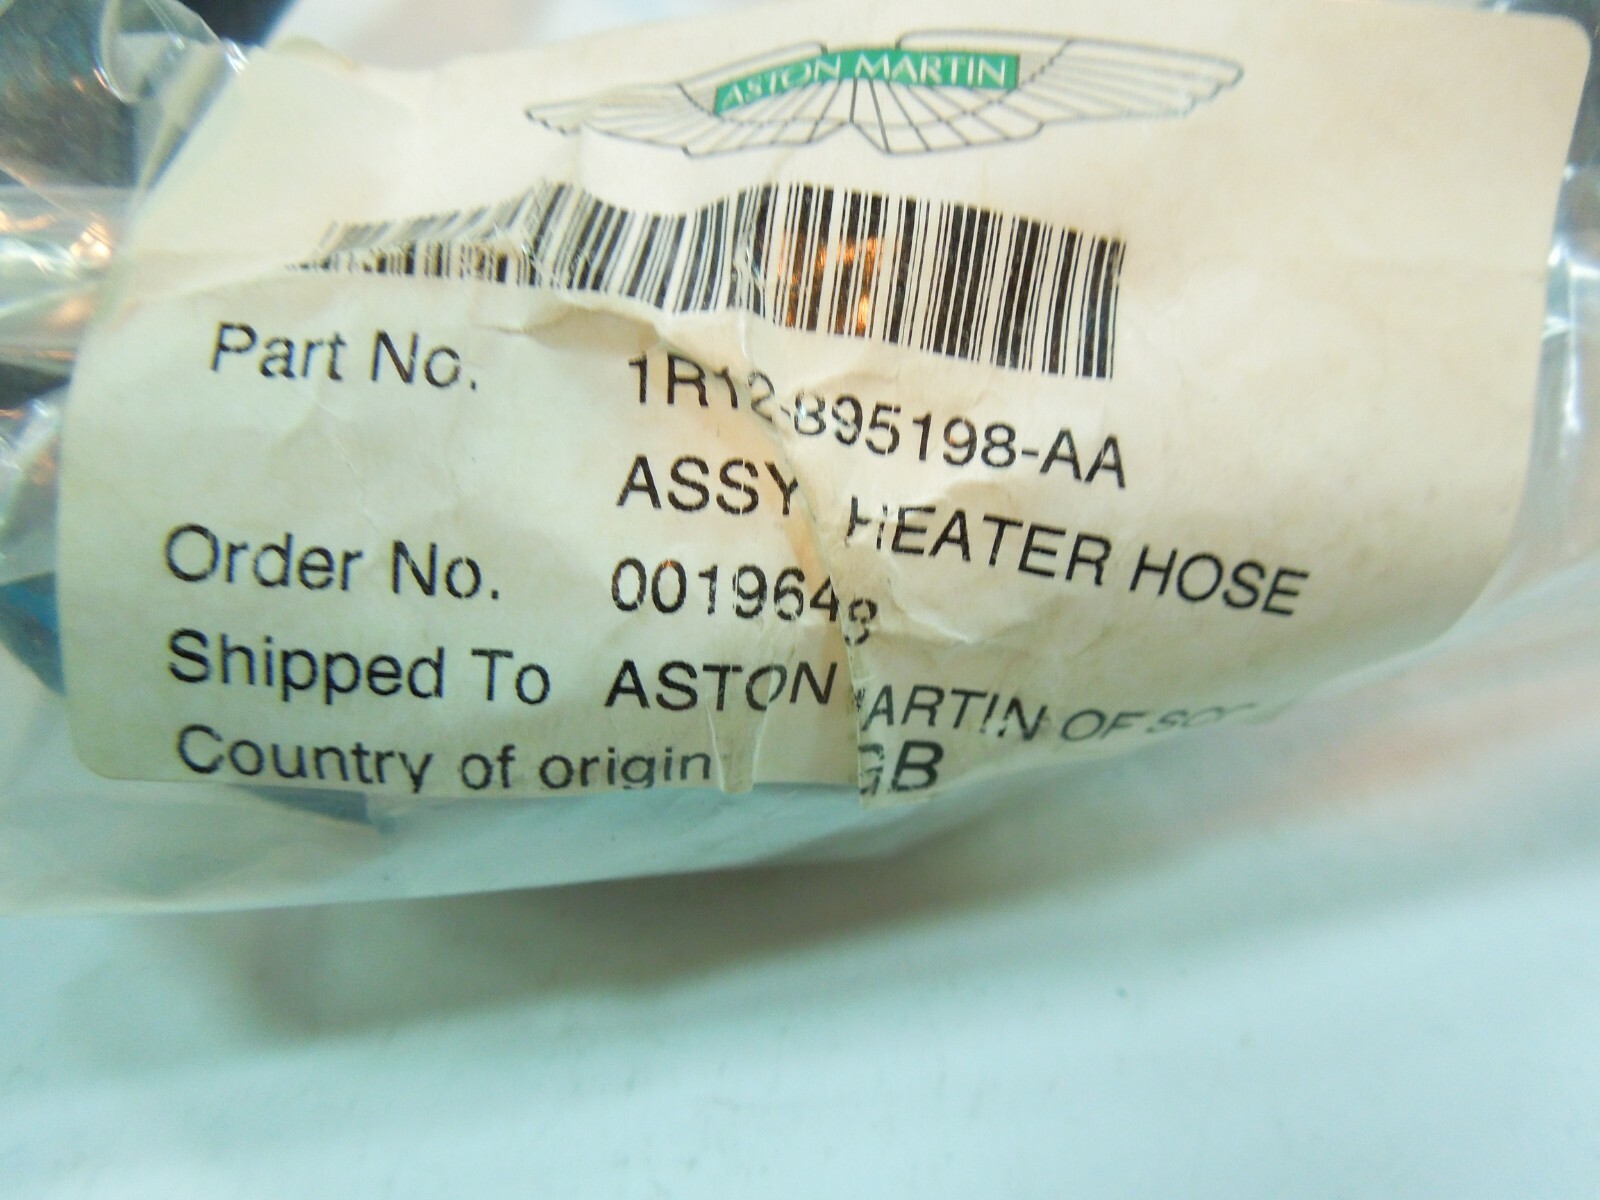 ASTON MARTIN
Part No. 1R12-895198-AA
ASSY HEATER HOSE
Order No.
Shipped To ASTON MARTIN OF
Country of origin GB